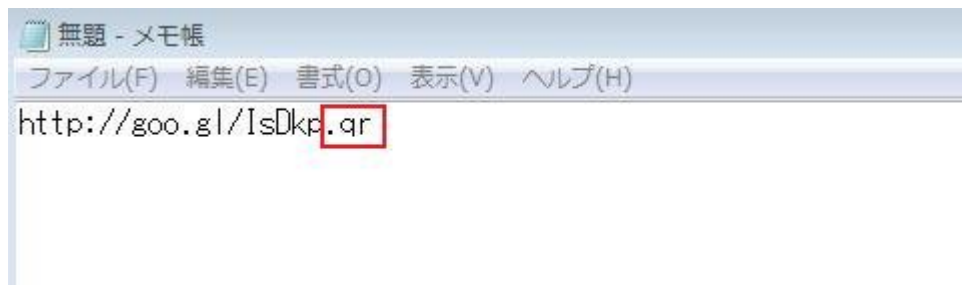 無題 - メモ帳
ファイル(F) 編集(E) 書式(O) 表示(V) ヘルプ(H)
http://goo.gl/IsDkp.qr